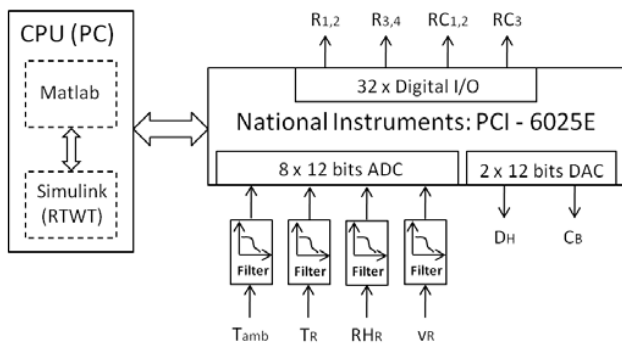 CPU (PC)
Matlab
Simulink
(RTWT)
R1,2 R3,4 RC1,2 RC3
32 x Digital I/O
National Instruments: PCI - 6025E
8 x 12 bits ADC 2 x 12 bits DAC
Filter Filter Filter Filter
DH CB
Tamb TR RHR vR